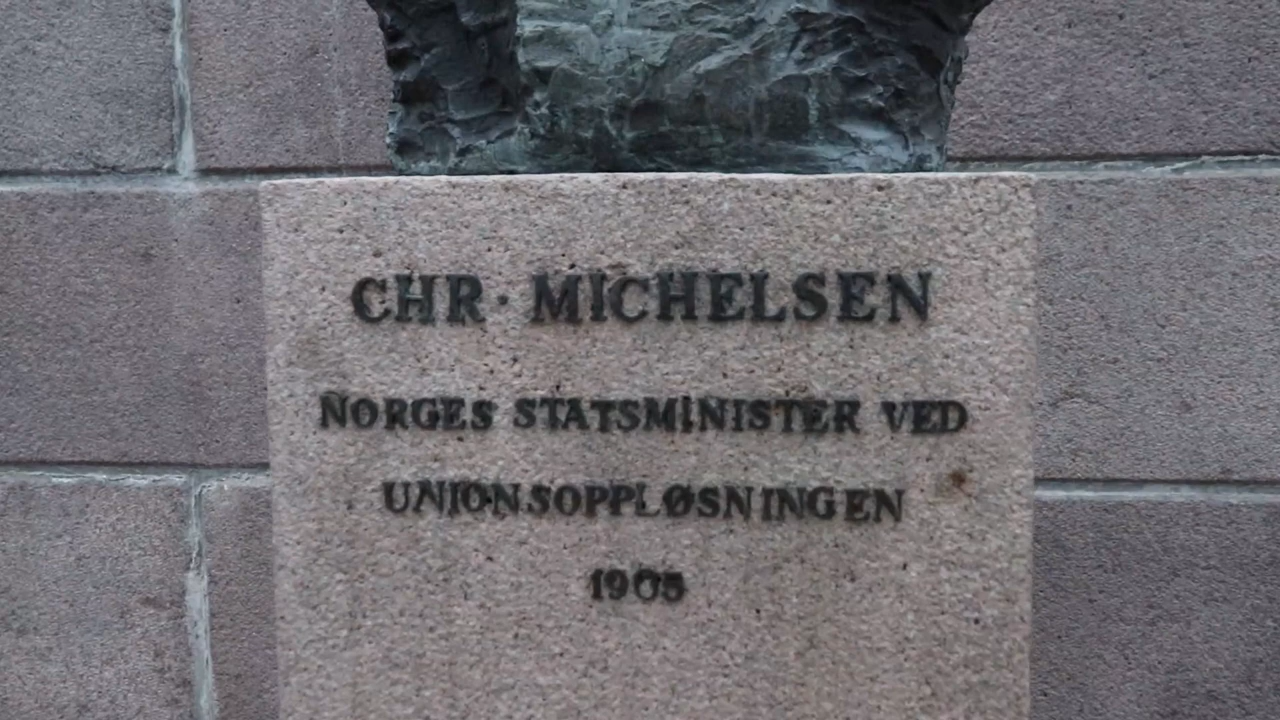 CHR · MICHELSEN
NORGES STATSMINISTER VED
UNIONSOPPLØSNINGEN
1905